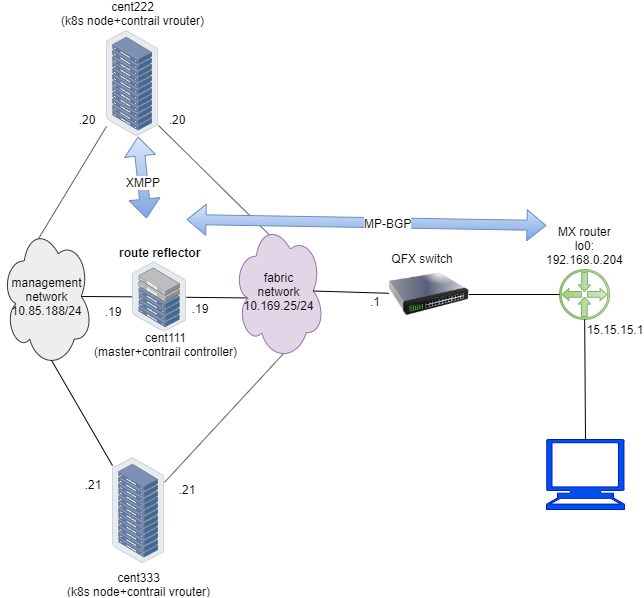 cent222
(k8s node+contrail vrouter)
.20
.20
XMPP
MP-BGP
MX router
lo0:
192.168.0.204
route reflector
QFX switch
management
network
10.85.188/24
fabric
network
10.169.25/24
.19
.19
.1
15.15.15.1
cent111
(master+contrail controller)
.21
.21
cent333
(k8s node+contrail vrouter)